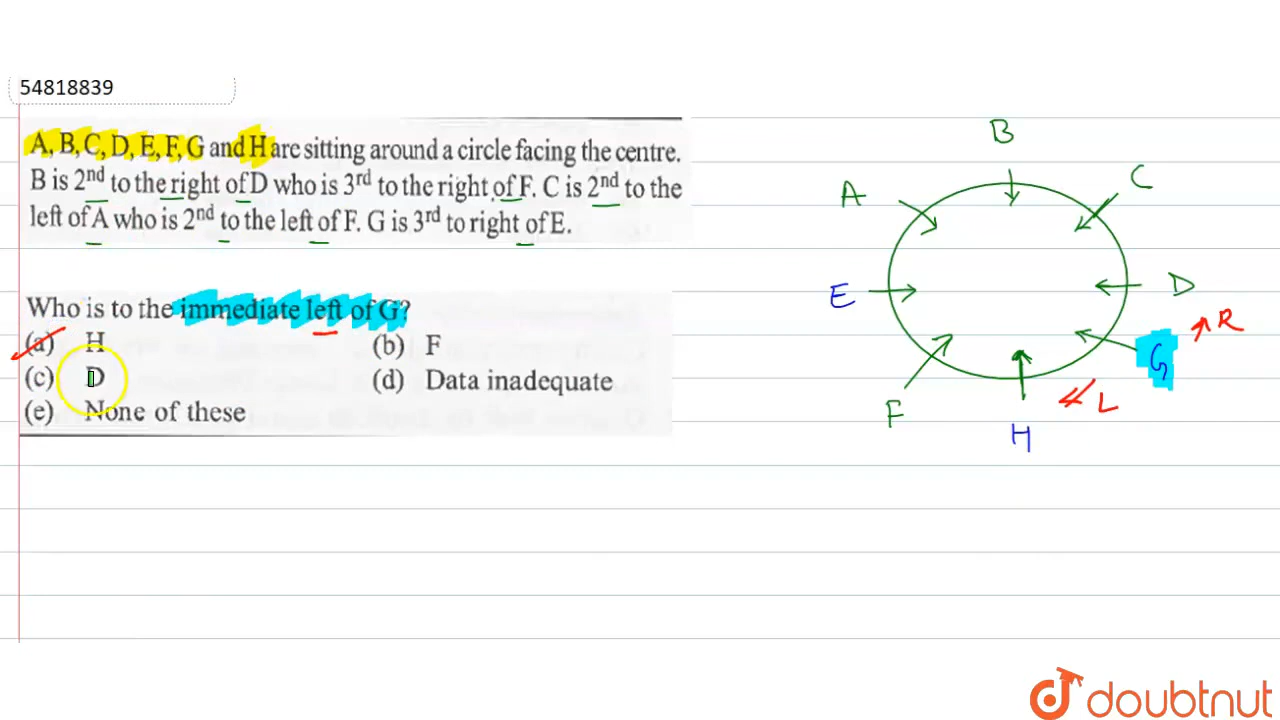 54818839
A, B, C, D, E, F, G and H are sitting around a circle facing the centre.
B is 2nd to the right of D who is 3rd to the right of F. C is 2nd to the
left of A who is 2nd to the left of F. G is 3rd to right of E.
Who is to the immediate left of G?
(a) H (b) F
(c) D (d) Data inadequate
(e) None of these
B
A
C
E
D
R
G
F
L
H
doubtnut